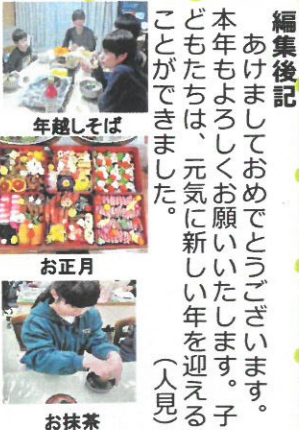 編集後記
あけましておめでとうございます。
本年もよろしくお願いいたします。子
どもたちは、元気に新しい年を迎える
ことができました。
(人見)
年越しそば
お正月
お抹茶